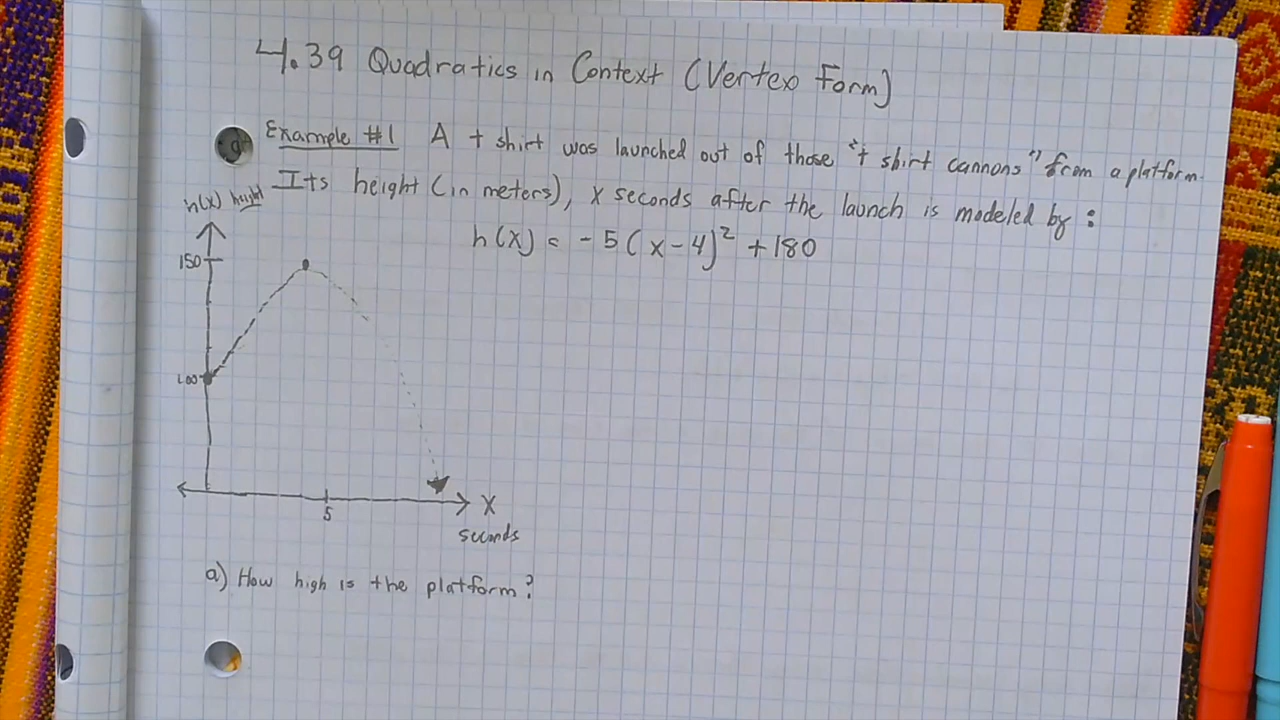 4.39 Quadratics in Context (Vertex Form)
Example #1 A t shirt was launched out of those "t shirt cannons" from a platform.
Its height (in meters), x seconds after the launch is modeled by:
h(x) = -5(x-4)² +180
h(x) height
150
100
5
X
seconds
a) How high is the platform?